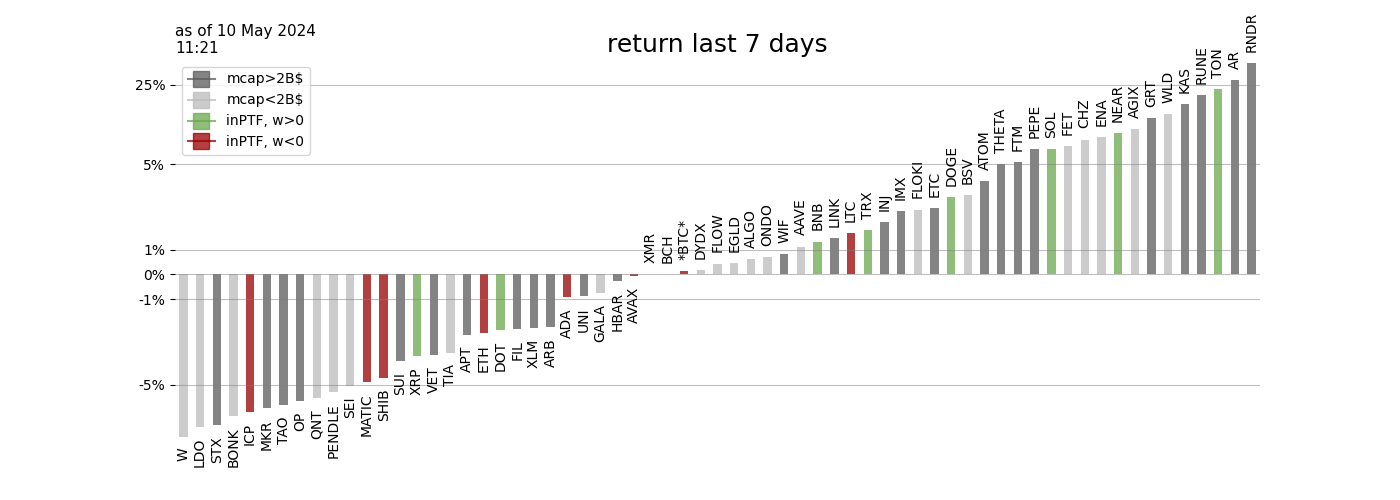 as of 10 May 2024
11:21
return last 7 days
mcap>2B$
mcap<2B$
inPTF, w>0
inPTF, w<0
25%
5%
1%
0%
-1%
-5%
W
LDO
STX
BONK
ICP
MKR
TAO
OP
QNT
PENDLE
SEI
MATIC
SHIB
SUI
XRP
VET
TIA
APT
ETH
DOT
FIL
XLM
ARB
ADA
UNI
GALA
HBAR
AVAX
XMR
BCH
*BTC*
DYDX
FLOW
EGLD
ALGO
ONDO
WIF
AAVE
BNB
LINK
LTC
TRX
INJ
IMX
FLOKI
ETC
DOGE
BSV
ATOM
THETA
FTM
PEPE
SOL
FET
CHZ
ENA
NEAR
AGIX
GRT
WLD
KAS
RUNE
TON
AR
RNDR